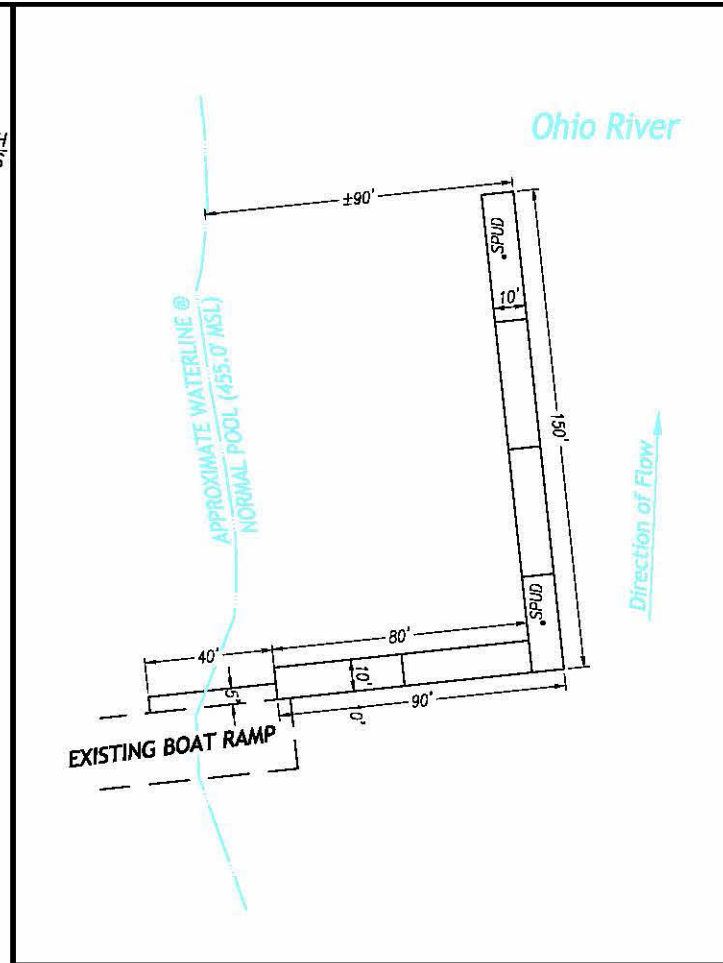 Ohio River
±90'
SPUD
10'
APPROXIMATE WATERLINE @
NORMAL POOL (455.0' MSL)
150'
Direction of Flow
SPUD
80'
40'
10'
5'
90'
0'
EXISTING BOAT RAMP